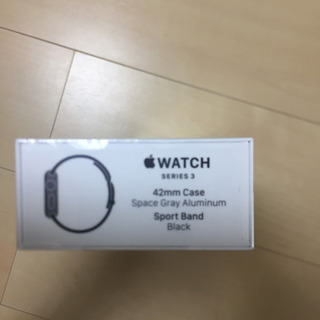 WATCH
SERIES 3
42mm Case
Space Gray Aluminum
Sport Band
Black